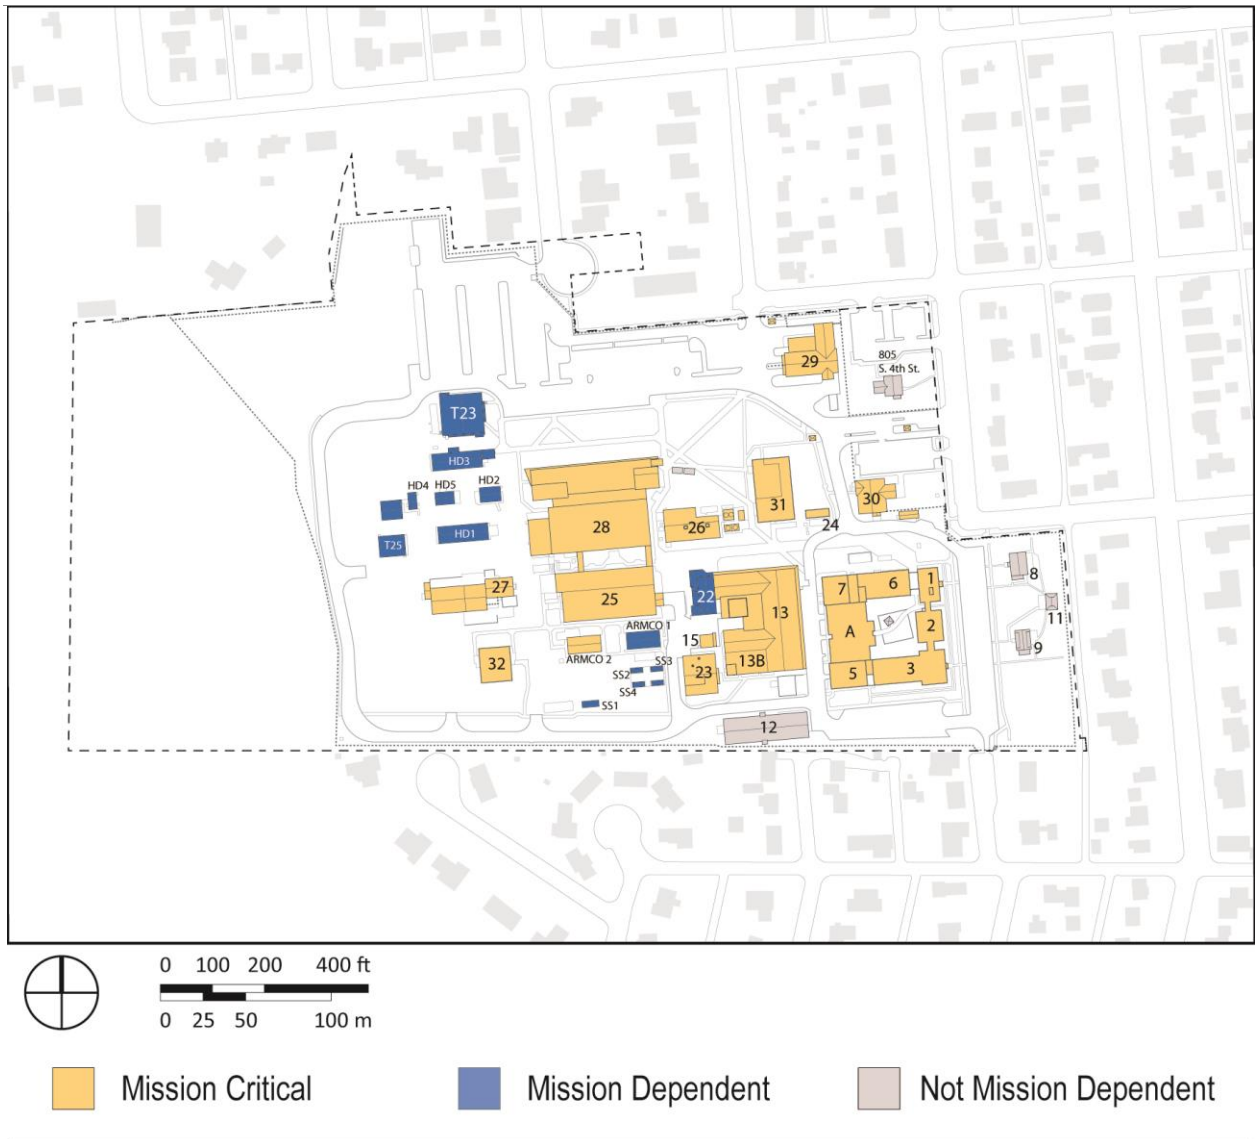 29
805
S. 4th St.
T23
HD3
HD4
HD5
HD2
30
31
28
26
24
HD1
T25
8
1
6
7
27
22
13
25
11
2
ARMCO 1
A
15
9
ARMCO 2
SS3
13B
32
3
5
SS2
23
SS4
SS1
12
0 100 200 400 ft
0 25 50 100 m
Mission Critical
Mission Dependent
Not Mission Dependent